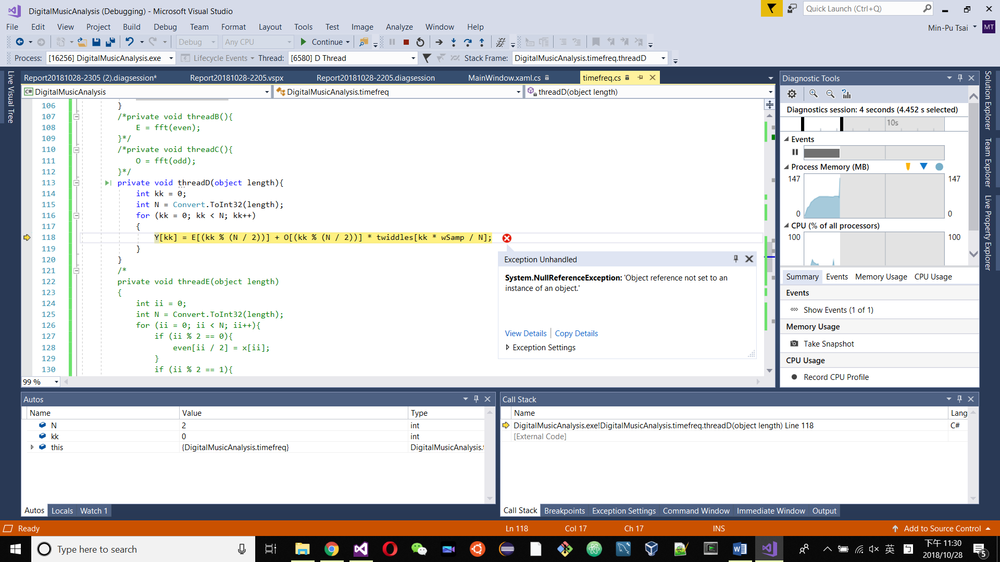 DigitalMusicAnalysis (Debugging) - Microsoft Visual Studio
Quick Launch (Ctrl+Q)
File Edit View Project Build Debug Team Format Layout Tools Test Image Analyze Window Help
Min-Pu Tsai MT
Debug Any CPU Continue
Process: [16256] DigitalMusicAnalysis.exe Lifecycle Events Thread: [6580] D Thread Stack Frame: DigitalMusicAnalysis.timefreq.threadD
Live Visual Tree
Report20181028-2305 (2).diagsession* Report20181028-2205.vspx Report20181028-2205.diagsession MainWindow.xaml.cs timefreq.cs
C# DigitalMusicAnalysis DigitalMusicAnalysis.timefreq threadD(object length)
106 }
107 /*private void threadB(){
108 E = fft(even);
109 }*/
110 /*private void threadC(){
111 O = fft(odd);
112 }*/
113 private void threadD(object length){
114 int kk = 0;
115 int N = Convert.ToInt32(length);
116 for (kk = 0; kk < N; kk++)
117 {
118 Y[kk] = E[(kk % (N / 2))] + O[(kk % (N / 2))] * twiddles[kk * wSamp / N];
119 }
120 }
121 /*
122 private void threadE(object length)
123 {
124 int ii = 0;
125 int N = Convert.ToInt32(length);
126 for (ii = 0; ii < N; ii++){
127 if (ii % 2 == 0){
128 even[ii / 2] = x[ii];
129 }
130 if (ii % 2 == 1){
99 %
Exception Unhandled
System.NullReferenceException: 'Object reference not set to an
instance of an object.'
View Details Copy Details
Exception Settings
Diagnostic Tools
Diagnostics session: 4 seconds (4.452 s selected)
10s
Events
Process Memory (MB)
147 147
0 0
CPU (% of all processors)
100 100
Summary Events Memory Usage CPU Usage
Events
Show Events (1 of 1)
Memory Usage
Take Snapshot
CPU Usage
Record CPU Profile
Solution Explorer
Team Explorer
Live Property Explorer
Autos
Name Value Type
N 2 int
kk 0 int
this {DigitalMusicAnalysis.timefreq} DigitalMusicAnalysis.
Autos Locals Watch 1
Call Stack
Name Lang
DigitalMusicAnalysis.exe!DigitalMusicAnalysis.timefreq.threadD(object length) Line 118 C#
[External Code]
Call Stack Breakpoints Exception Settings Command Window Immediate Window Output
Ready Ln 118 Col 17 Ch 17 INS Add to Source Control
Type here to search
英
下午 11:30
2018/10/28
5